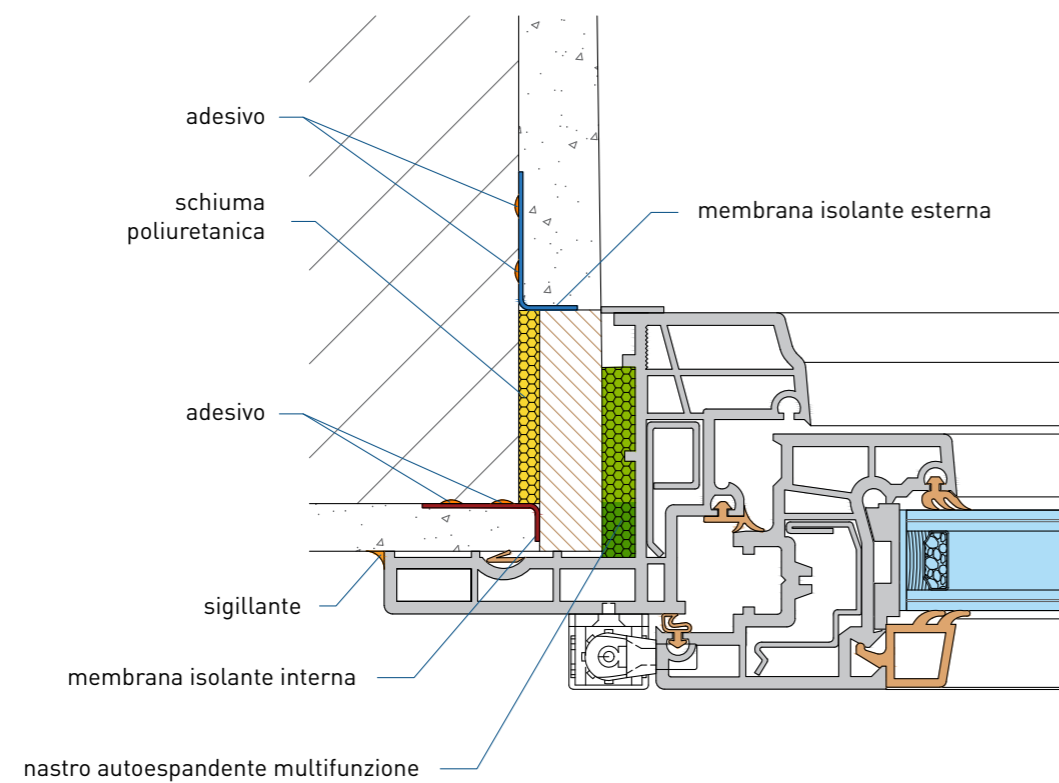 adesivo
schiuma
poliuretanica
membrana isolante esterna
adesivo
sigillante
membrana isolante interna
nastro autoespandente multifunzione